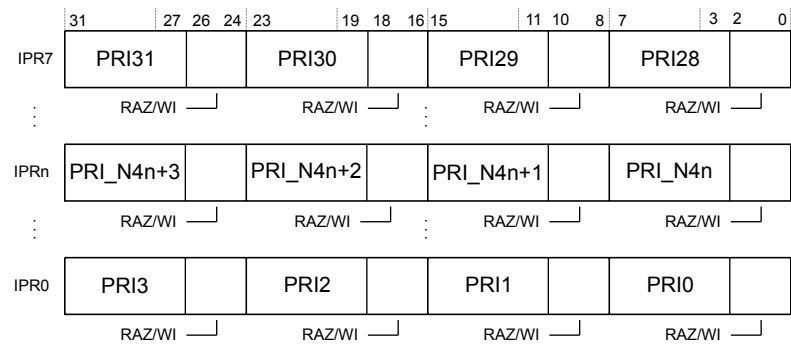 31 27 26 24 23 19 18 16 15 11 10 8 7 3 2 0
IPR7 PRI31 PRI30 PRI29 PRI28
RAZ/WI RAZ/WI RAZ/WI RAZ/WI
IPRn PRI_N4n+3 PRI_N4n+2 PRI_N4n+1 PRI_N4n
RAZ/WI RAZ/WI RAZ/WI RAZ/WI
IPR0 PRI3 PRI2 PRI1 PRI0
RAZ/WI RAZ/WI RAZ/WI RAZ/WI